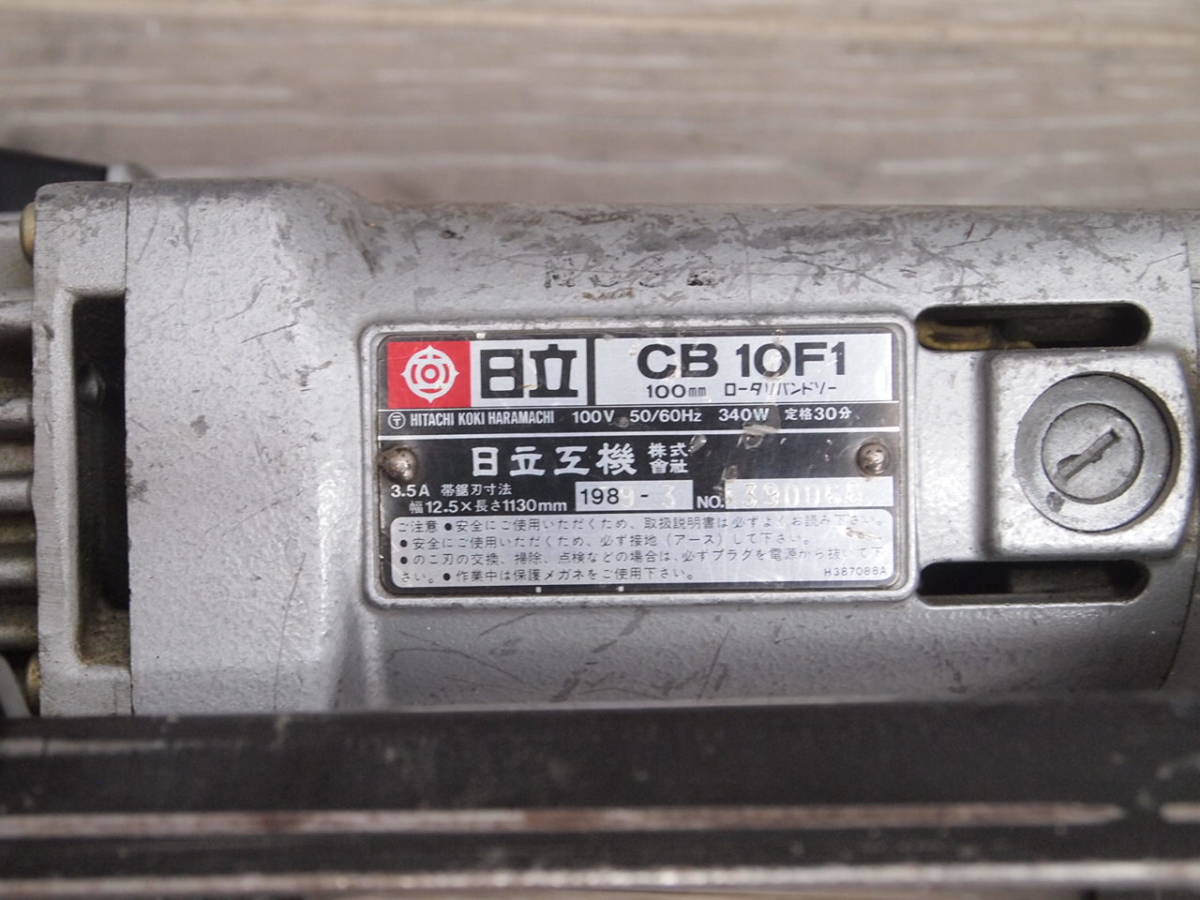 日立 CB 10F1
100mm ロータリバンドソー
〒 HITACHI KOKI HARAMACHI 100V 50/60Hz 340W 定格30分
日立工機 株式會社
3.5A 帯鋸刃寸法
幅12.5×長さ1130mm 1989-3 NO.
ご注意 ●安全にご使用いただくため、取扱説明書は必ずよくお読み下さい。
●安全にご使用いただくため、必ず接地（アース）して下さい。
●のこ刃の交換、掃除、点検などの場合は、必ずプラグを電源から抜いて下
さい。●作業中は保護メガネをご使用下さい。 H387088A